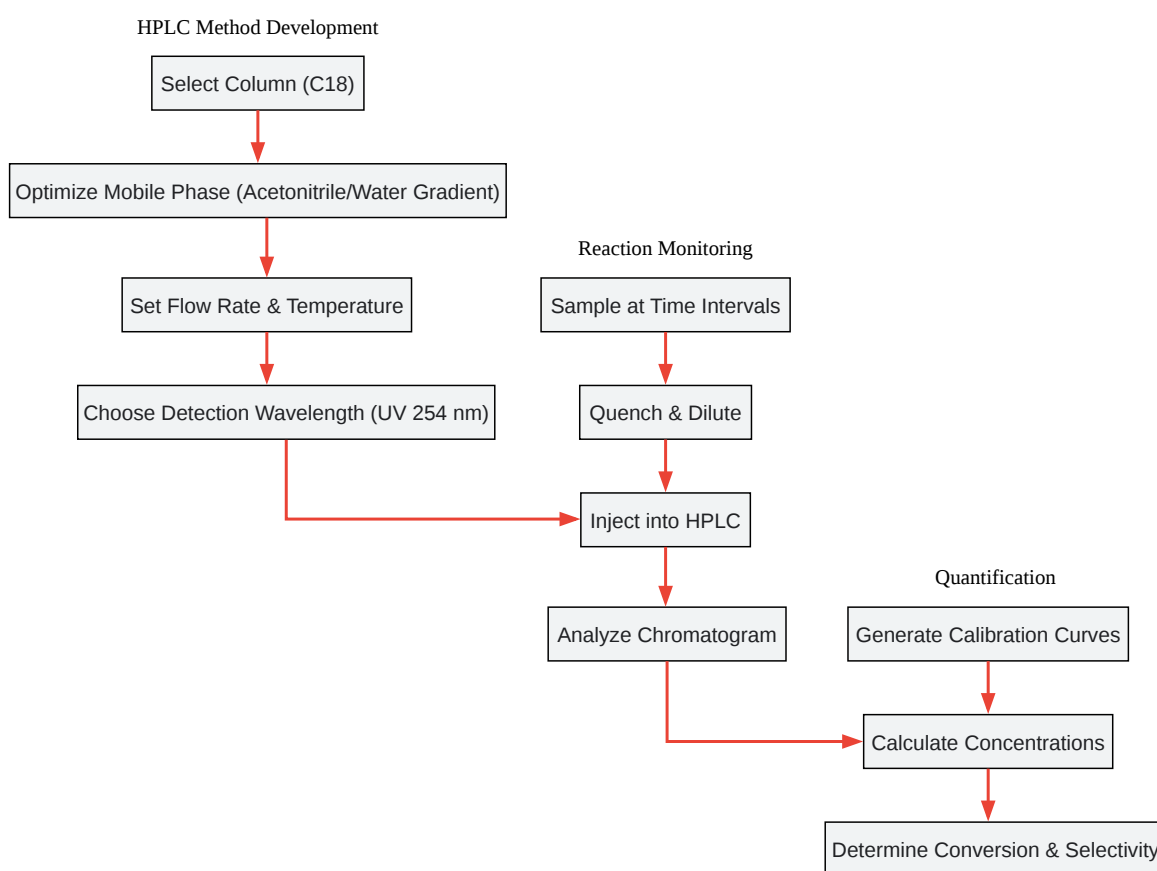 HPLC Method Development
Select Column (C18)
Optimize Mobile Phase (Acetonitrile/Water Gradient)
Set Flow Rate & Temperature
Choose Detection Wavelength (UV 254 nm)
Reaction Monitoring
Sample at Time Intervals
Quench & Dilute
Inject into HPLC
Analyze Chromatogram
Quantification
Generate Calibration Curves
Calculate Concentrations
Determine Conversion & Selectivity